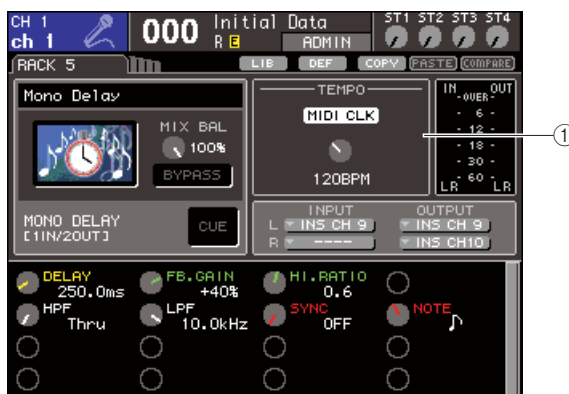 CH 1
ch 1
000
Initial Data
R E
ADMIN
ST1 ST2 ST3 ST4
RACK 5
LIB
DEF
COPY
PASTE
COMPARE
Mono Delay
MIX BAL
100%
BYPASS
MONO DELAY
[1IN/2OUT]
CUE
TEMPO
MIDI CLK
120BPM
IN OUT
OVER
6
12
18
30
60
LR LR
1
INPUT
L INS CH 9
R ----
OUTPUT
INS CH 9
INS CH10
DELAY
250.0ms
FB.GAIN
+40%
HI.RATIO
0.6
HPF
Thru
LPF
10.0kHz
SYNC
OFF
NOTE
♪